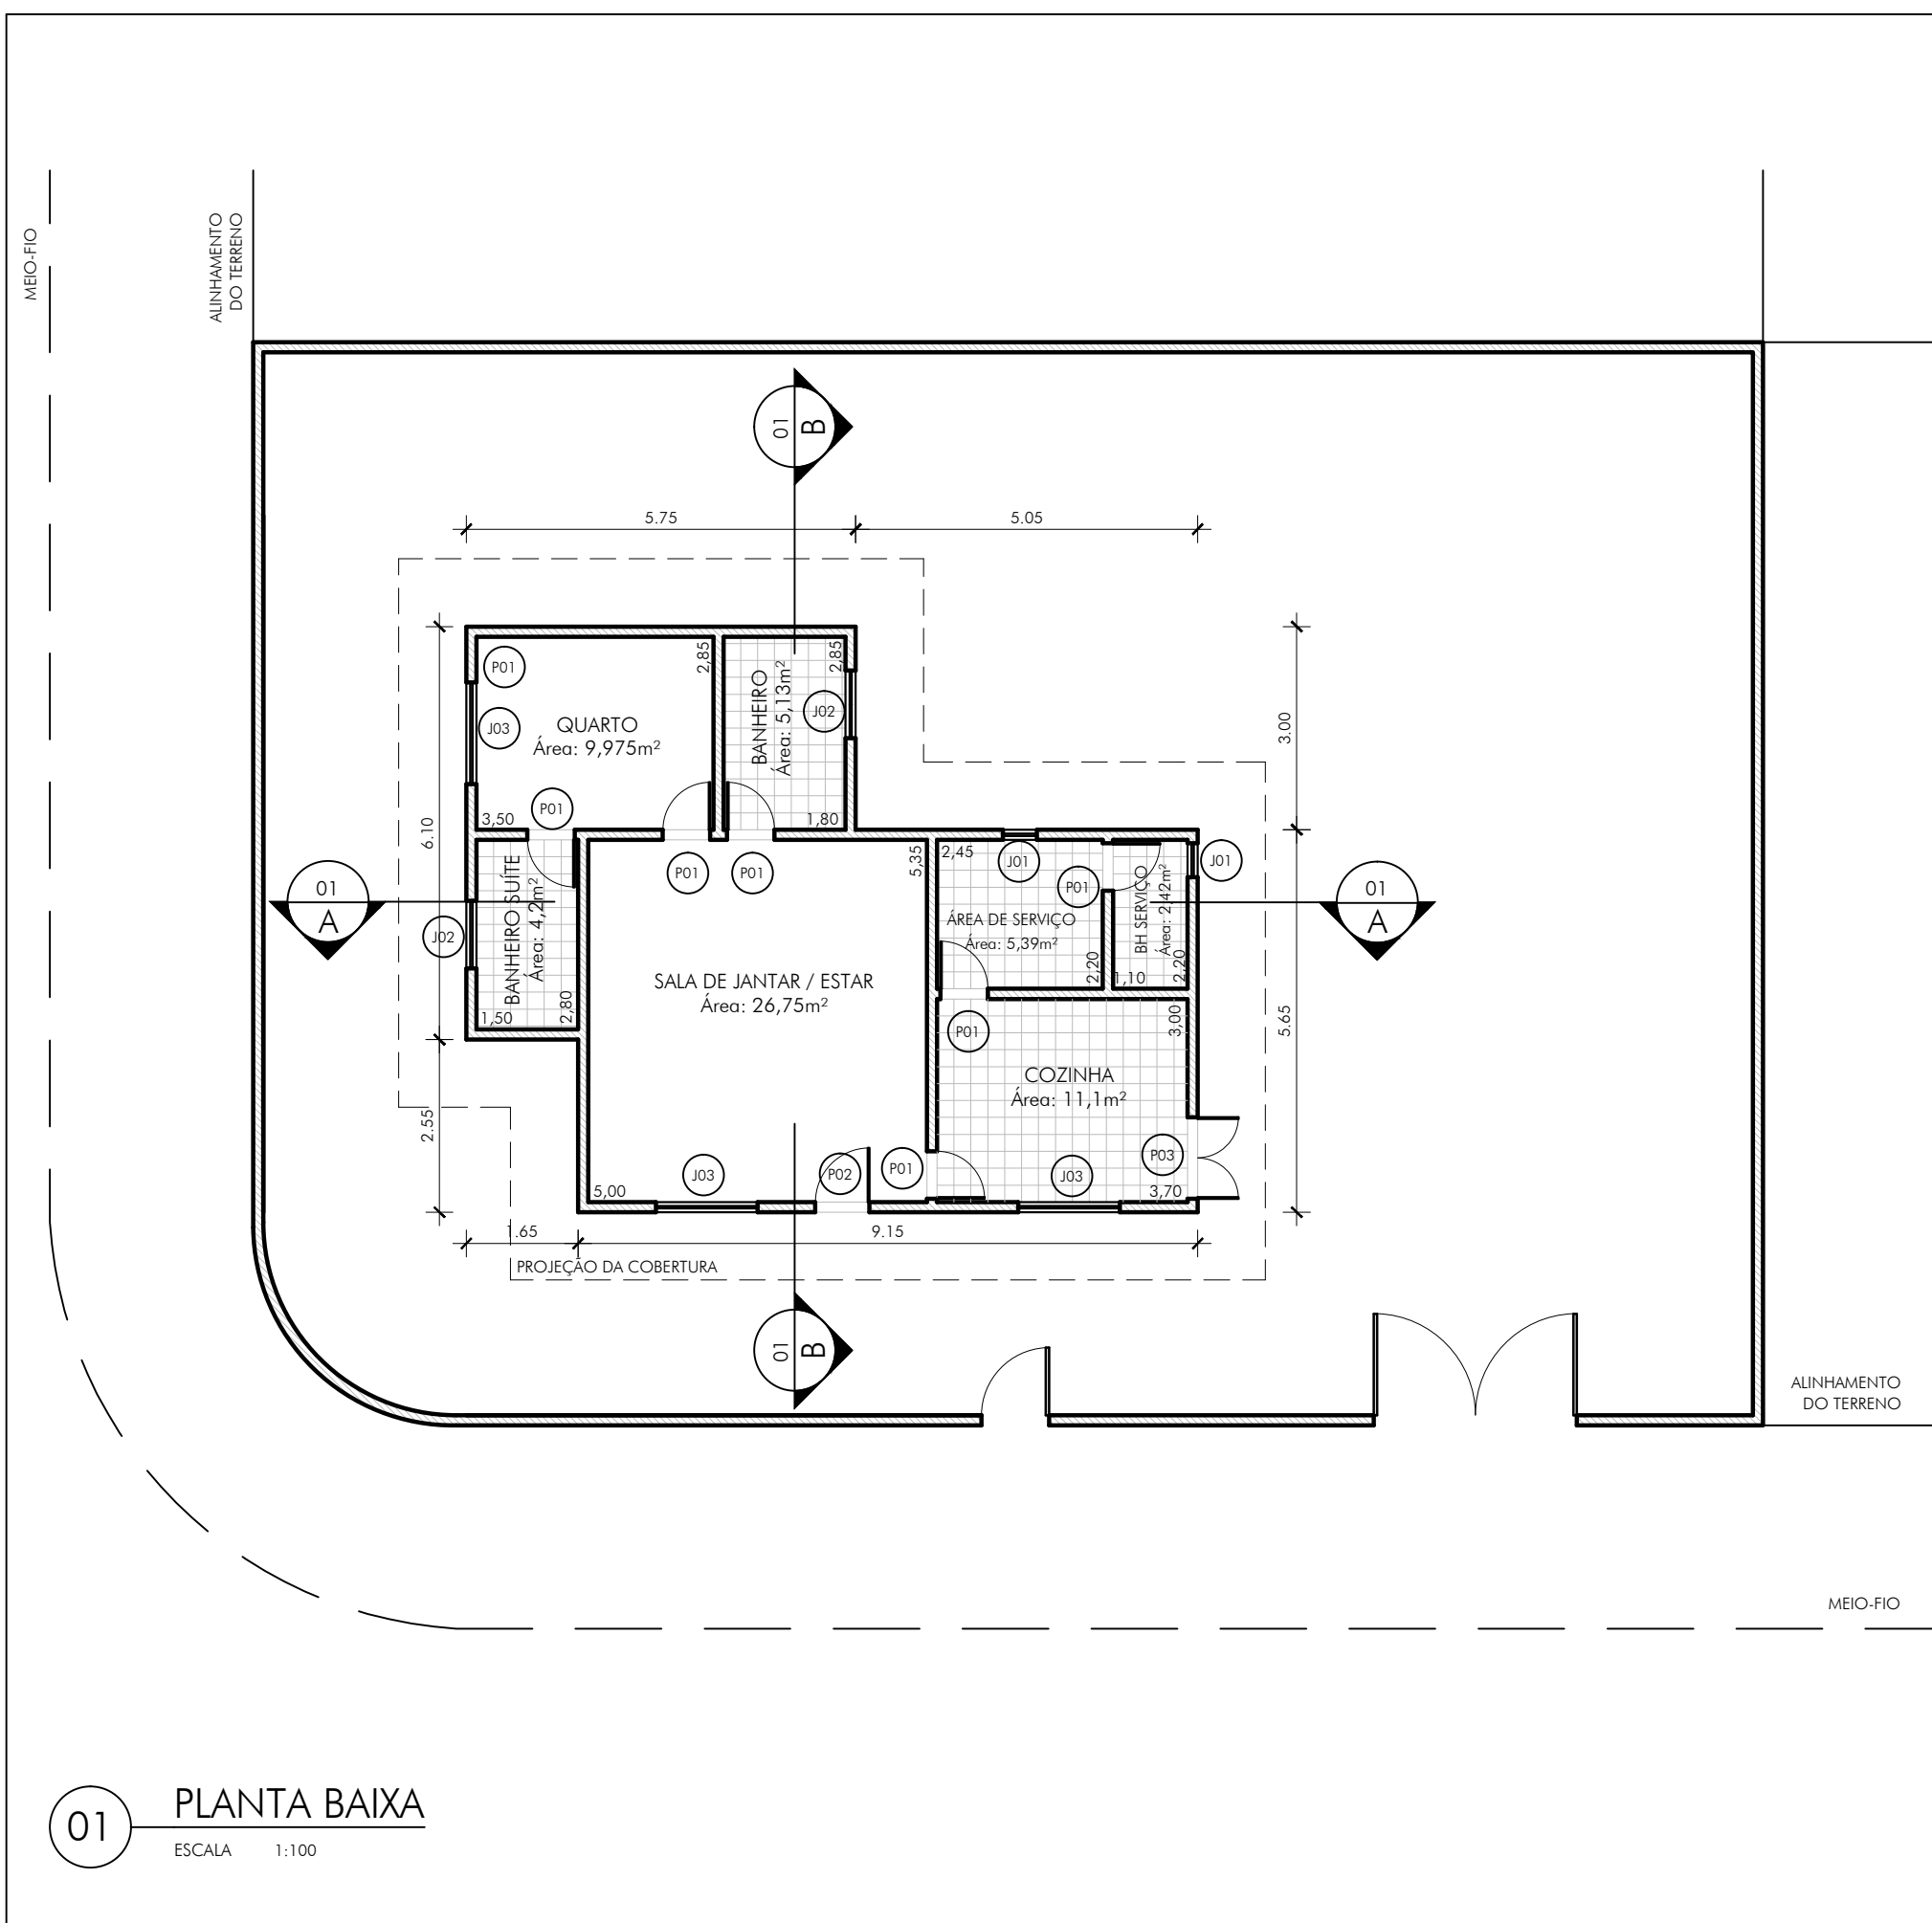 MEIO-FIO
ALINHAMENTO
DO TERRENO
01
B
5.75
5.05
P01
2,85
2,85
J03
QUARTO
Área: 9,975m²
BANHEIRO
Área: 5,13m²
J02
3.00
P01
3,50
1,80
6.10
P01
P01
5,35
2,45
J01
P01
J01
01
A
J02
BANHEIRO SUÍTE
Área: 4,2m²
1,50
2,80
ÁREA DE SERVIÇO
Área: 5,39m²
2,20
BH SERVIÇO
Área: 2,42m²
1,10
2,20
01
A
SALA DE JANTAR / ESTAR
Área: 26,75m²
P01
3,00
5.65
COZINHA
Área: 11,1m²
2.55
J03
P02
P01
J03
P03
5,00
3,70
1.65
9.15
PROJEÇÃO DA COBERTURA
01
B
ALINHAMENTO
DO TERRENO
MEIO-FIO
01
PLANTA BAIXA
ESCALA 1:100